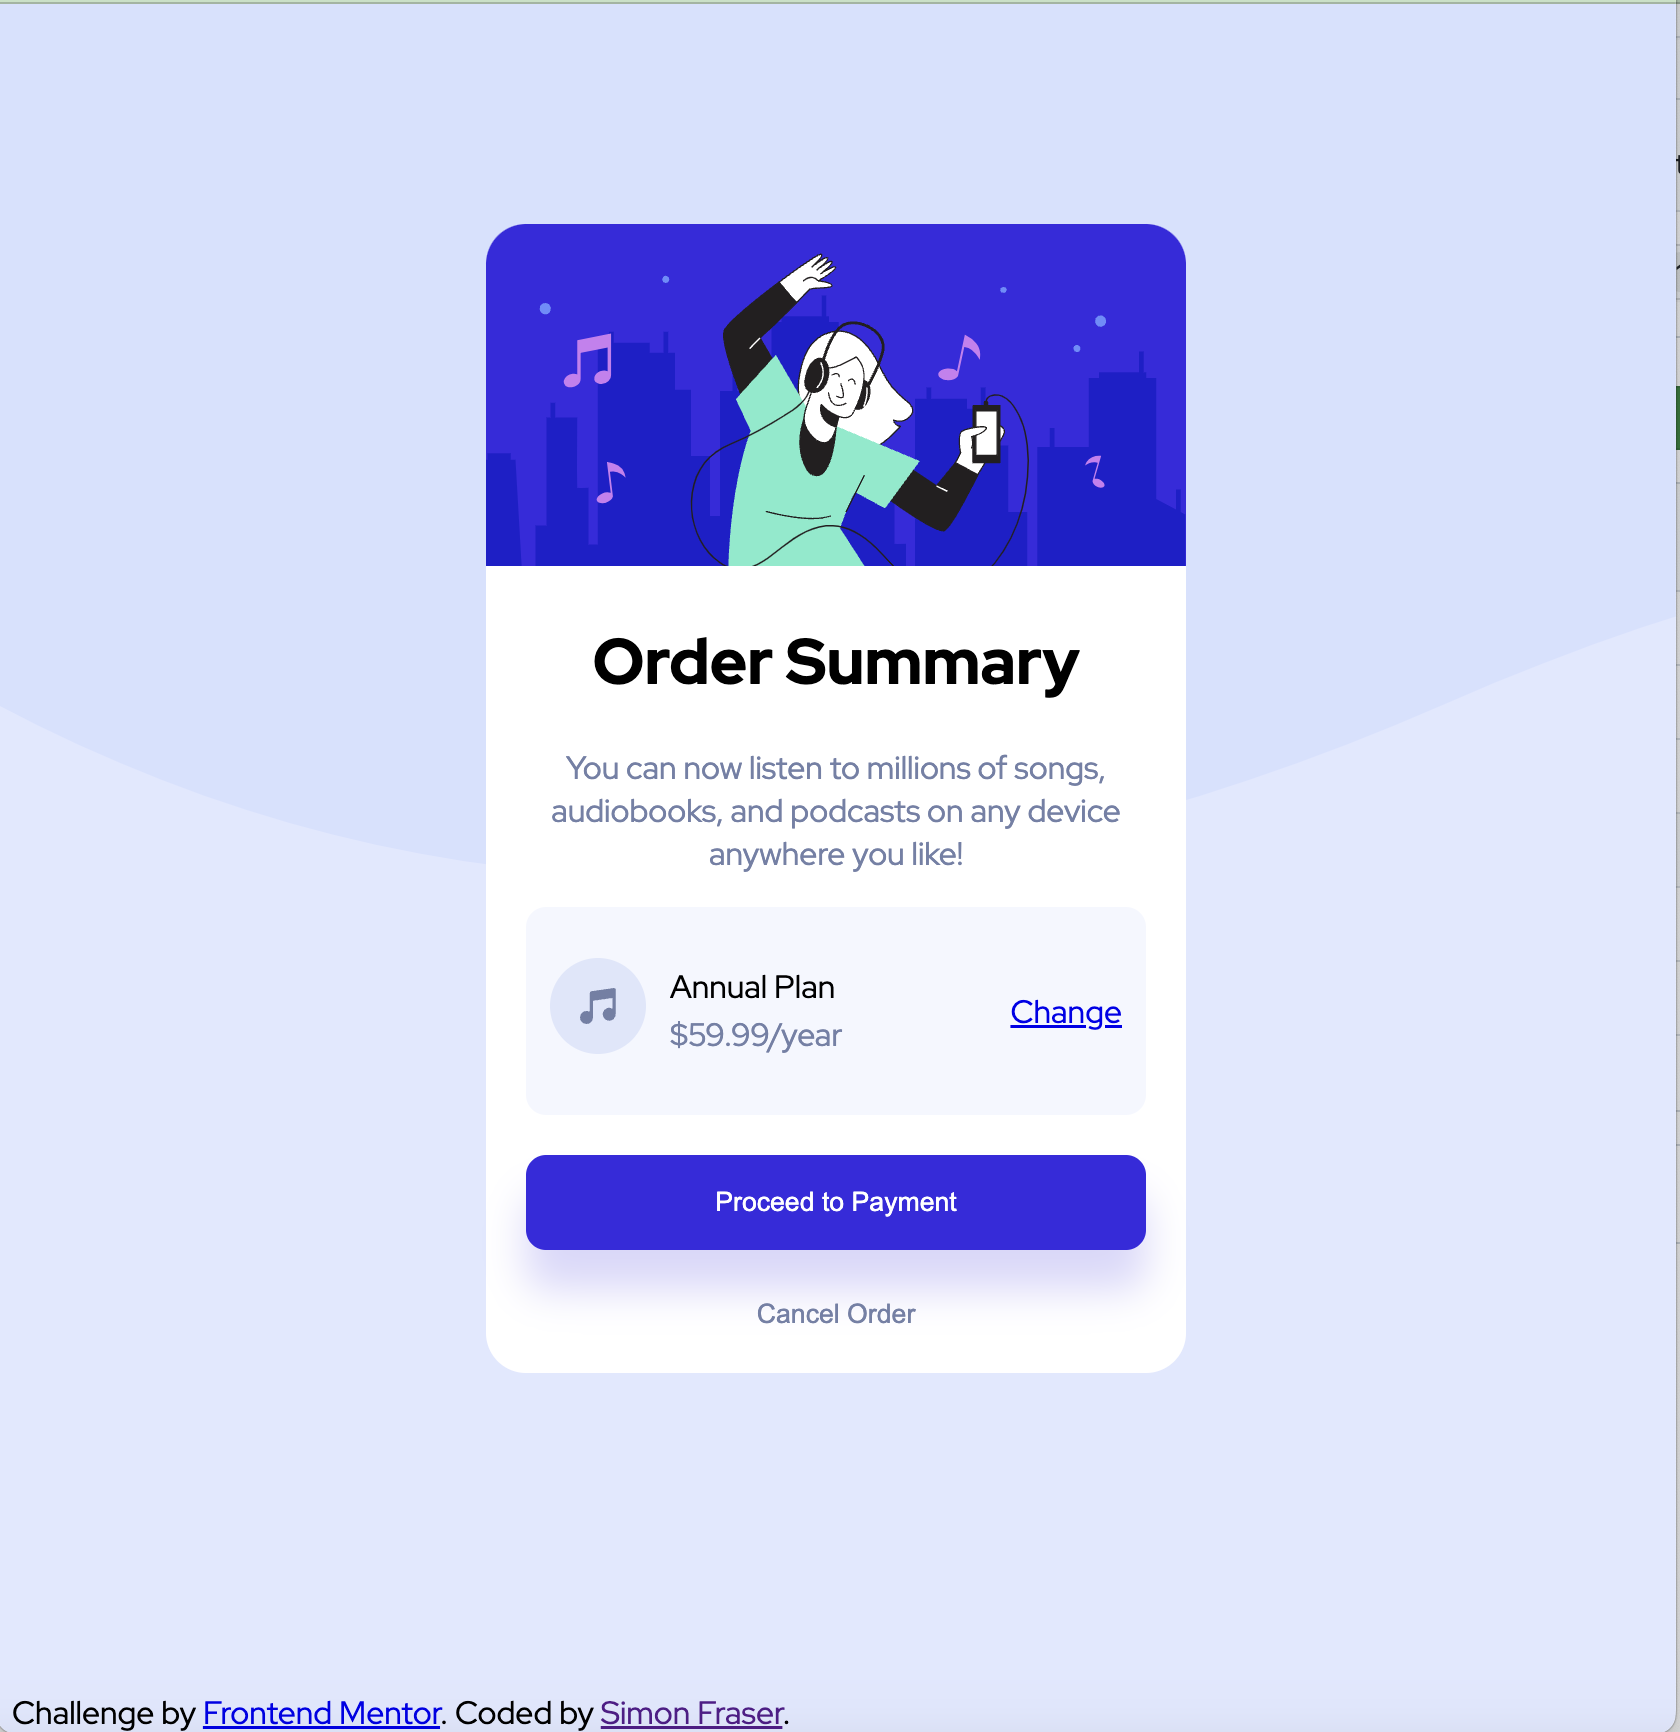 Order Summary
You can now listen to millions of songs,
audiobooks, and podcasts on any device
anywhere you like!
Annual Plan
$59.99/year
Change
Proceed to Payment
Cancel Order
Challenge by Frontend Mentor. Coded by Simon Fraser.